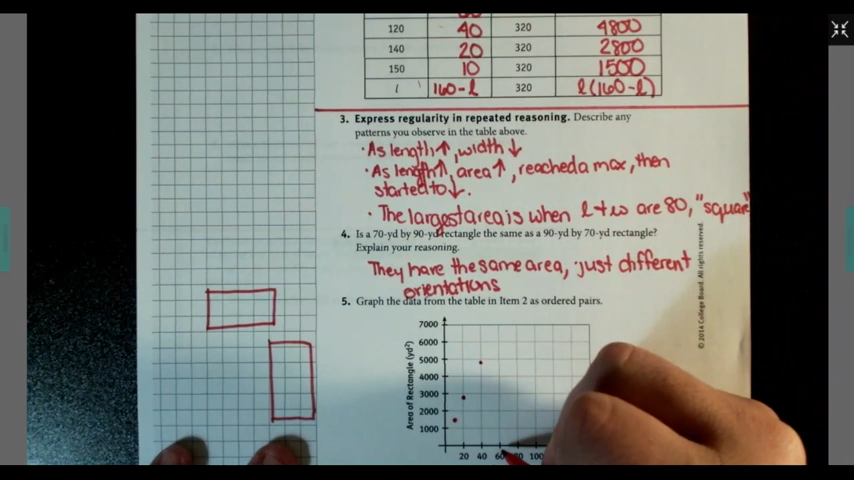 120 40 320 4800
140 20 320 2800
150 10 320 1500
l 160-l 320 l(160-l)
3. Express regularity in repeated reasoning. Describe any
patterns you observe in the table above.
• As length ↑, width ↓
• As length ↑, area ↑, reached a max, then
started to ↓.
• The largest area is when l + w are 80, "square"
4. Is a 70-yd by 90-yd rectangle the same as a 90-yd by 70-yd rectangle?
Explain your reasoning.
They have the same area, just different
orientations
5. Graph the data from the table in Item 2 as ordered pairs.
Area of Rectangle (yd²)
7000
6000
5000
4000
3000
2000
1000
20 40 60 80 100
© 2014 College Board. All rights reserved.